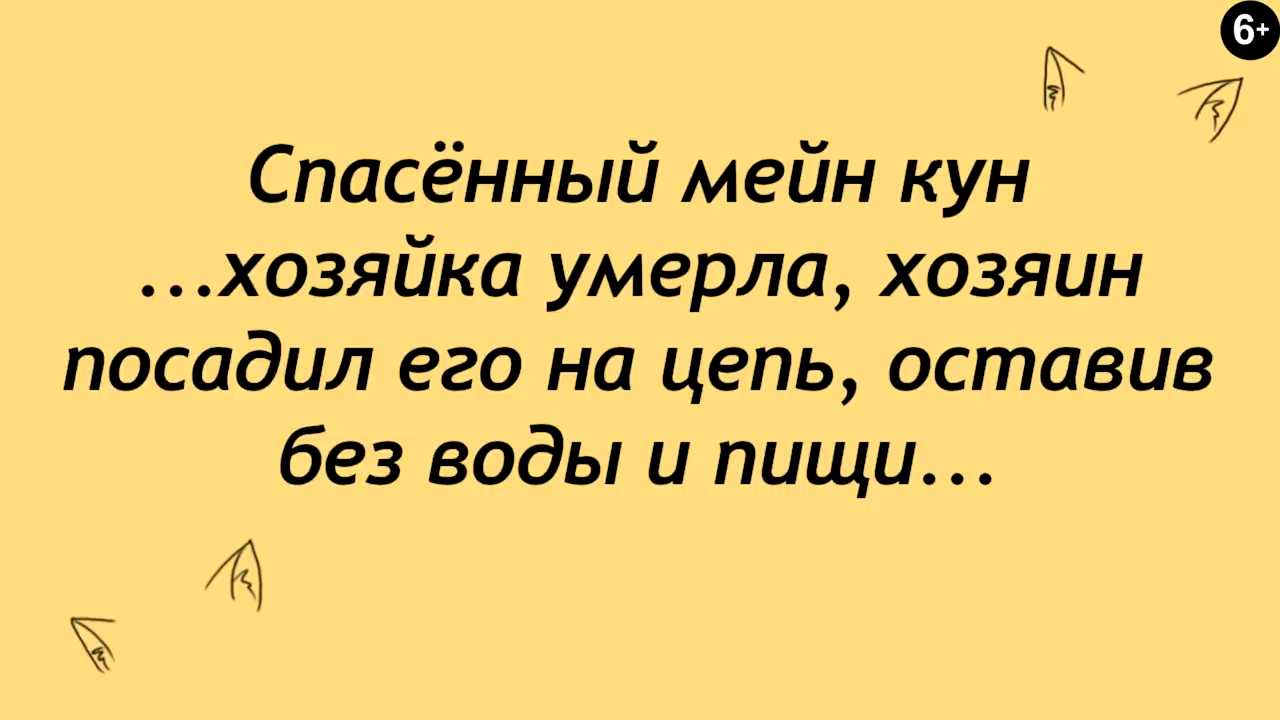 6+
Спасённый мейн кун
...хозяйка умерла, хозяин
посадил его на цепь, оставив
без воды и пищи...